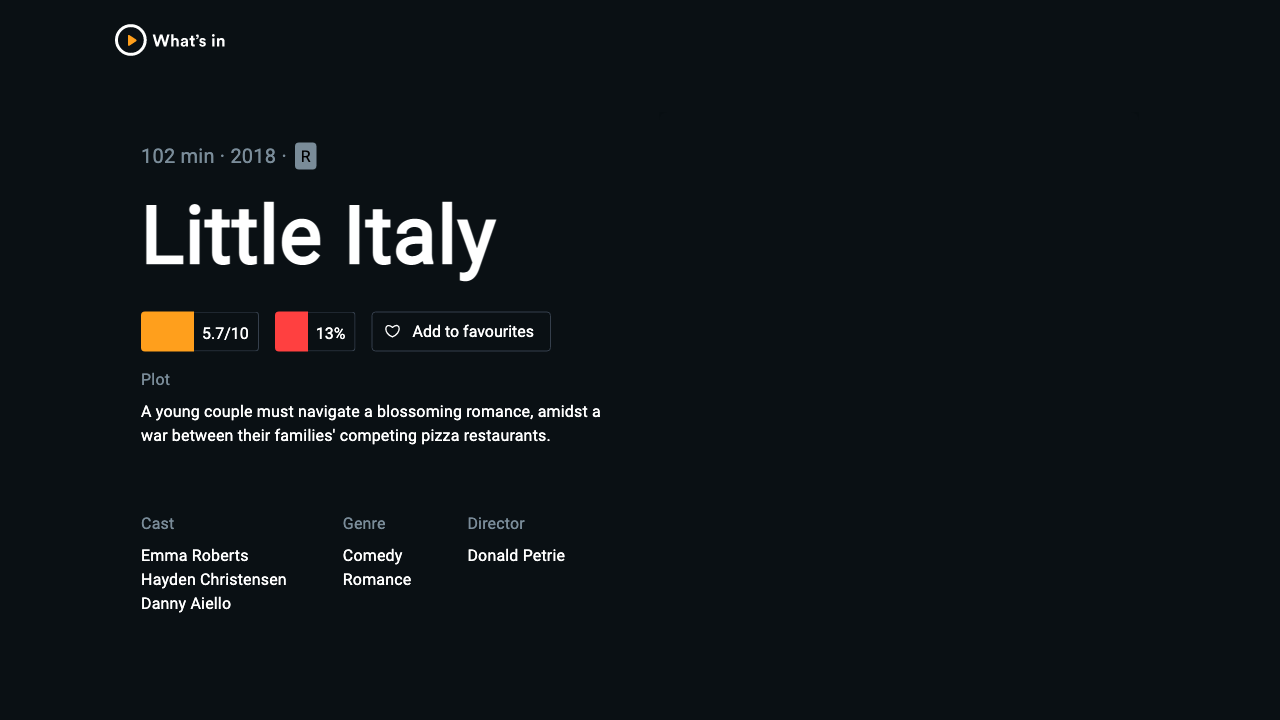 What's in
102 min · 2018 · R
Little Italy
5.7/10 13% Add to favourites
Plot
A young couple must navigate a blossoming romance, amidst a
war between their families' competing pizza restaurants.
Cast
Emma Roberts
Hayden Christensen
Danny Aiello
Genre
Comedy
Romance
Director
Donald Petrie